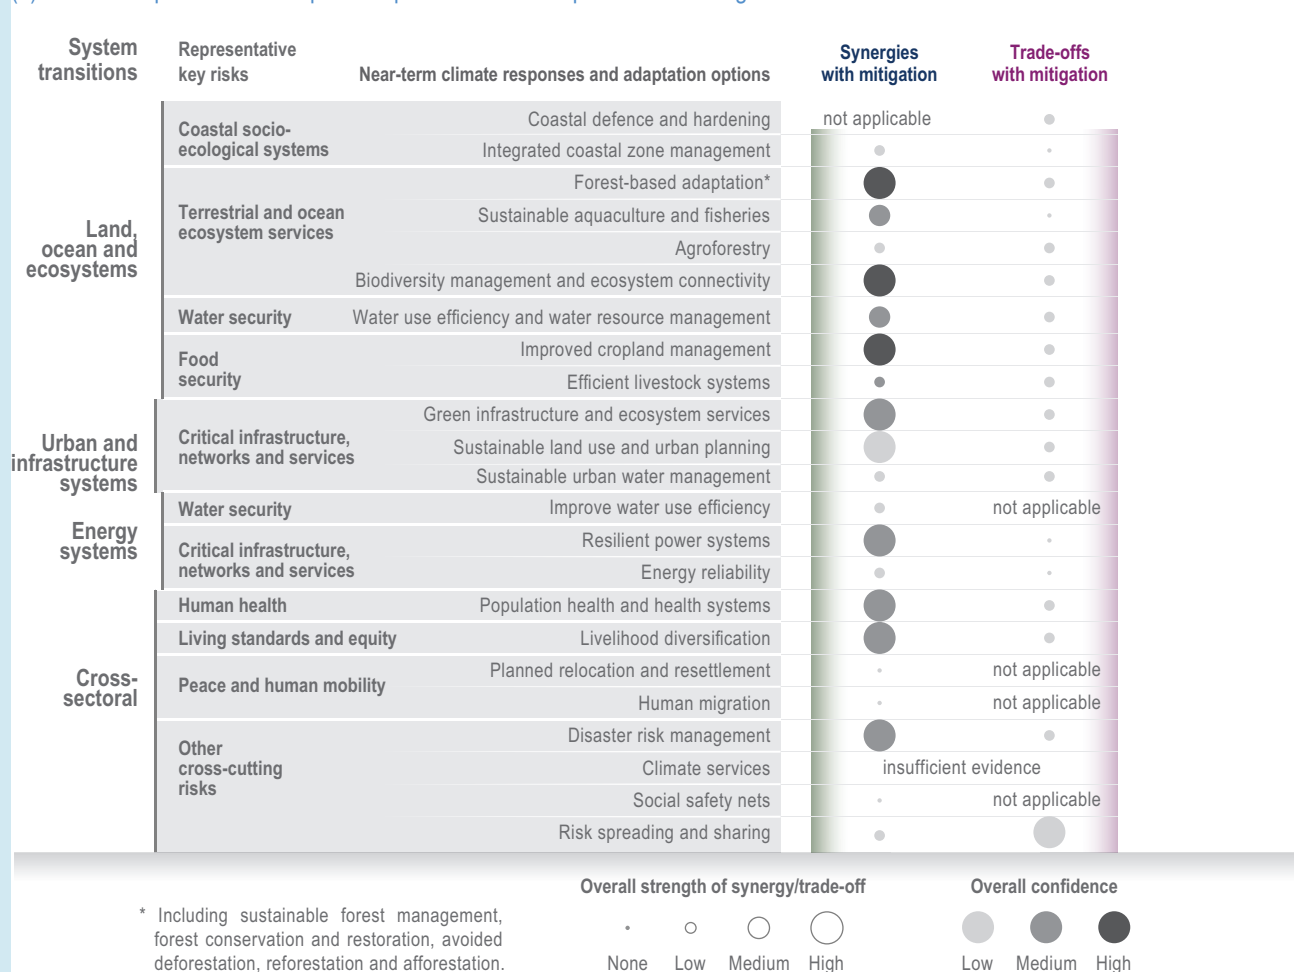 System
transitions
Representative
key risks
Near-term climate responses and adaptation options
Synergies
with mitigation
Trade-offs
with mitigation
Land,
ocean and
ecosystems
Coastal socio-
ecological systems
Coastal defence and hardening
not applicable
Integrated coastal zone management
Terrestrial and ocean
ecosystem services
Forest-based adaptation*
Sustainable aquaculture and fisheries
Agroforestry
Biodiversity management and ecosystem connectivity
Water security
Water use efficiency and water resource management
Food
security
Improved cropland management
Efficient livestock systems
Urban and
infrastructure
systems
Critical infrastructure,
networks and services
Green infrastructure and ecosystem services
Sustainable land use and urban planning
Sustainable urban water management
Energy
systems
Water security
Improve water use efficiency
not applicable
Critical infrastructure,
networks and services
Resilient power systems
Energy reliability
Cross-
sectoral
Human health
Population health and health systems
Living standards and equity
Livelihood diversification
Peace and human mobility
Planned relocation and resettlement
not applicable
Human migration
not applicable
Other
cross-cutting
risks
Disaster risk management
Climate services
insufficient evidence
Social safety nets
not applicable
Risk spreading and sharing
* Including sustainable forest management,
forest conservation and restoration, avoided
deforestation, reforestation and afforestation.
Overall strength of synergy/trade-off
None Low Medium High
Overall confidence
Low Medium High